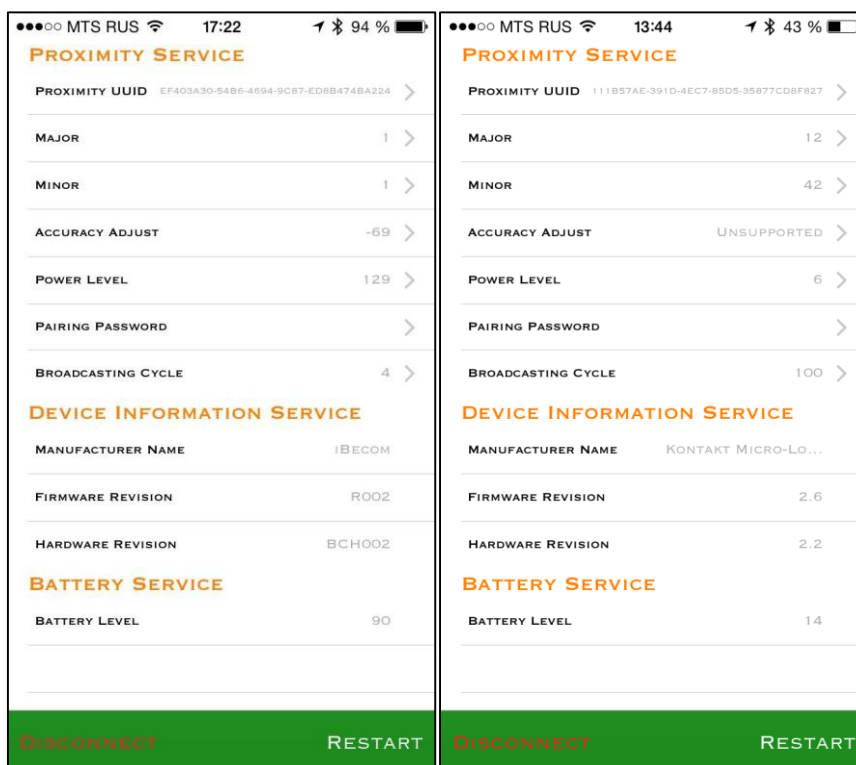 MTS RUS 17:22 94 %
PROXIMITY SERVICE
PROXIMITY UUID EF403A30-54B6-4694-9C87-ED8B474BA224
MAJOR 1
MINOR 1
ACCURACY ADJUST -69
POWER LEVEL 129
PAIRING PASSWORD
BROADCASTING CYCLE 4
DEVICE INFORMATION SERVICE
MANUFACTURER NAME IBECOM
FIRMWARE REVISION R002
HARDWARE REVISION BCH002
BATTERY SERVICE
BATTERY LEVEL 90
DISCONNECT RESTART
MTS RUS 13:44 43 %
PROXIMITY SERVICE
PROXIMITY UUID 111B57AE-391D-4EC7-85D5-35877CD8F827
MAJOR 12
MINOR 42
ACCURACY ADJUST UNSUPPORTED
POWER LEVEL 6
PAIRING PASSWORD
BROADCASTING CYCLE 100
DEVICE INFORMATION SERVICE
MANUFACTURER NAME KONTAKT MICRO-LO...
FIRMWARE REVISION 2.6
HARDWARE REVISION 2.2
BATTERY SERVICE
BATTERY LEVEL 14
DISCONNECT RESTART